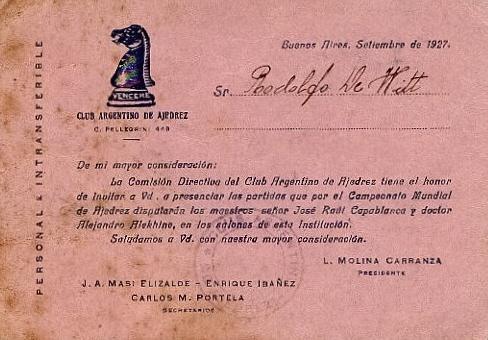 PERSONAL E INTRANSFERIBLE
VENCERE
CLUB ARGENTINO DE AJEDREZ
C. PELLEGRINI 449
Buenos Aires, Setiembre de 1927.
Sr. Rodolfo De Witt
De mi mayor consideración:
La Comisión Directiva del Club Argentino de Ajedrez tiene el honor
de invitar a Vd. a presenciar las partidas que por el Campeonato Mundial
de Ajedrez disputarán los maestros señor José Raúl Capablanca y doctor
Alejandro Alekhine, en los salones de esta Institución.
Saludamos a Vd. con nuestra mayor consideración.
L. MOLINA CARRANZA
PRESIDENTE
J. A. MASI ELIZALDE - ENRIQUE IBAÑEZ
CARLOS M. PORTELA
SECRETARIOS